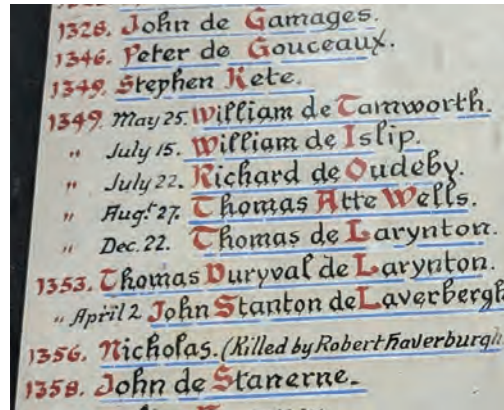 1328. John de Gamages.
1346. Peter de Gouceaux.
1349. Stephen Kete.
1349. May 25. William de Tamworth.
" July 15. William de Islip.
" July 22. Richard de Oudeby.
" Augt. 27. Thomas Atte Wells.
" Dec. 22. Thomas de Larynton.
1353. Thomas Duryval de Larynton.
" April 2 John Stanton de Laverbergh
1356. Nicholas. (Killed by Robert Haverburgh.
1358. John de Stanerne.